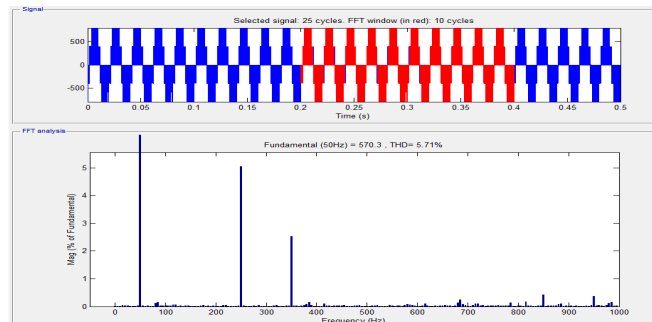 Signal
Selected signal: 25 cycles. FFT window (in red): 10 cycles
500
0
-500
0 0.05 0.1 0.15 0.2 0.25 0.3 0.35 0.4 0.45 0.5
Time (s)
FFT analysis
Fundamental (50Hz) = 570.3 , THD= 5.71%
5
4
3
2
1
0
Mag (% of Fundamental)
0 100 200 300 400 500 600 700 800 900 1000
Frequency (Hz)